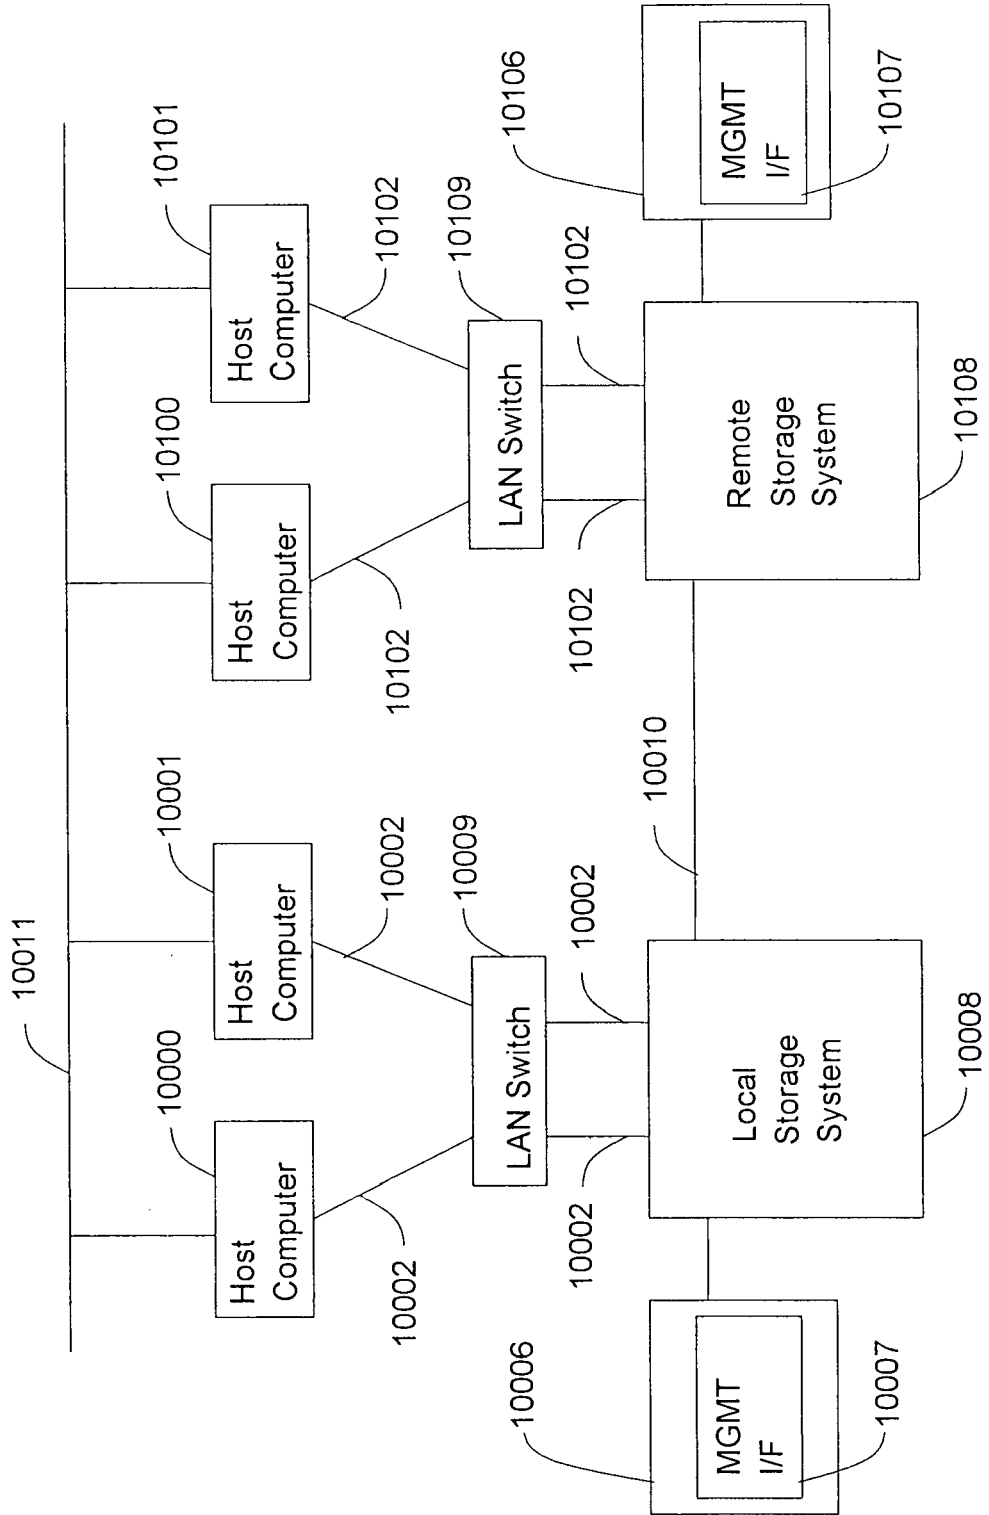 10011
10000
10001
10100
10101
Host
Computer
Host
Computer
Host
Computer
Host
Computer
10002
10002
10009
10102
10102
10109
LAN Switch
LAN Switch
10002
10002
10102
10102
10006
MGMT
I/F
10007
Local
Storage
System
10008
10010
Remote
Storage
System
10108
10106
MGMT
I/F
10107